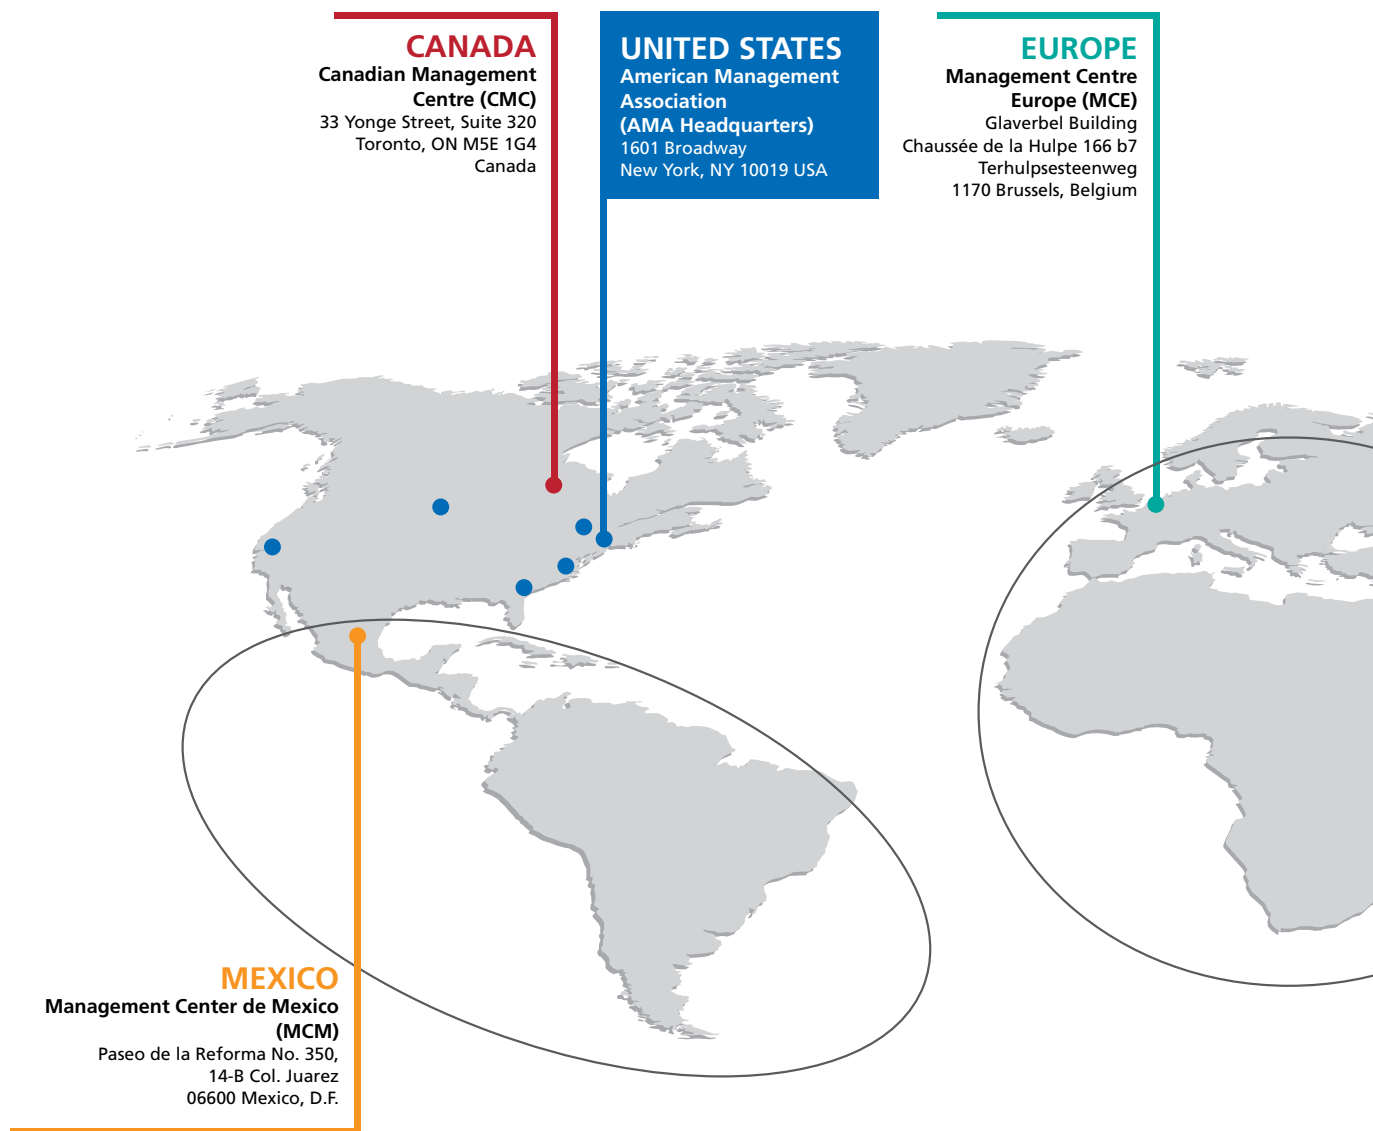 CANADA
Canadian Management
Centre (CMC)
33 Yonge Street, Suite 320
Toronto, ON M5E 1G4
Canada
UNITED STATES
American Management
Association
(AMA Headquarters)
1601 Broadway
New York, NY 10019 USA
EUROPE
Management Centre
Europe (MCE)
Glaverbel Building
Chaussée de la Hulpe 166 b7
Terhulpsesteenweg
1170 Brussels, Belgium
MEXICO
Management Center de Mexico
(MCM)
Paseo de la Reforma No. 350,
14-B Col. Juarez
06600 Mexico, D.F.